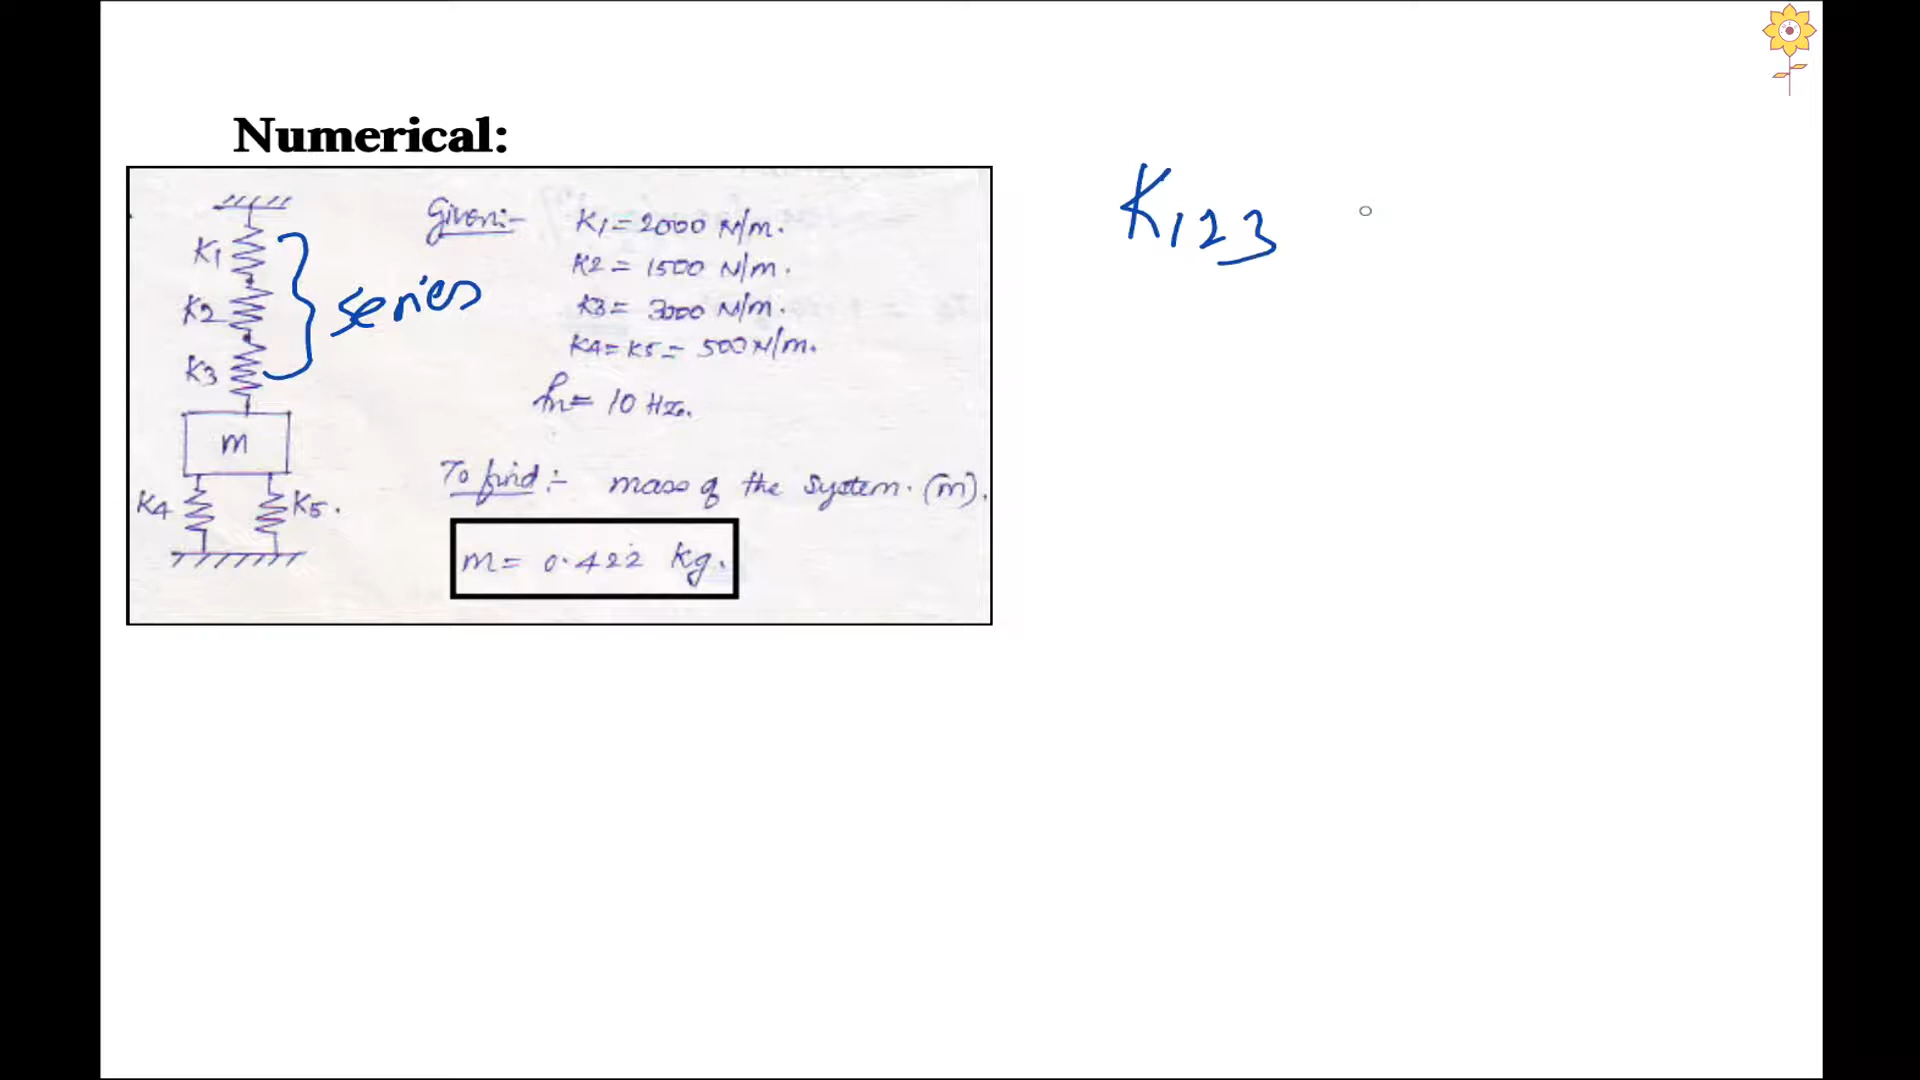 Numerical:
K1
K2
K3
m
K4
K5.
series
Given:-
K1 = 2000 N/m.
K2 = 1500 N/m.
K3 = 3000 N/m.
K4 = K5 = 500 N/m.
fn = 10 Hz.
To find :- mass of the system. (m).
m = 0.422 kg.
K123